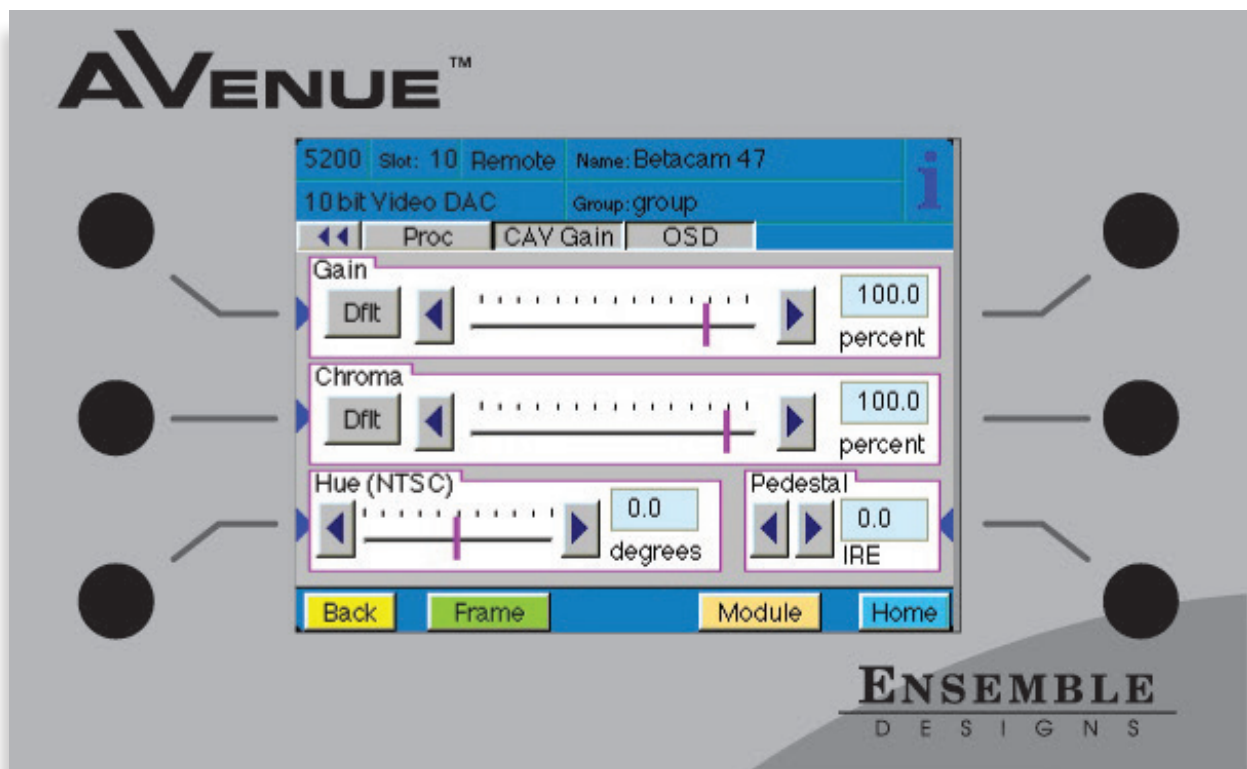 AVENUE™
5200 Slot: 10 Remote Name: Betacam 47
10 bit Video DAC Group: group
i
Proc CAV Gain OSD
Gain
Dflt 100.0
percent
Chroma
Dflt 100.0
percent
Hue (NTSC) Pedestal
0.0 0.0
degrees IRE
Back Frame Module Home
ENSEMBLE
DESIGNS